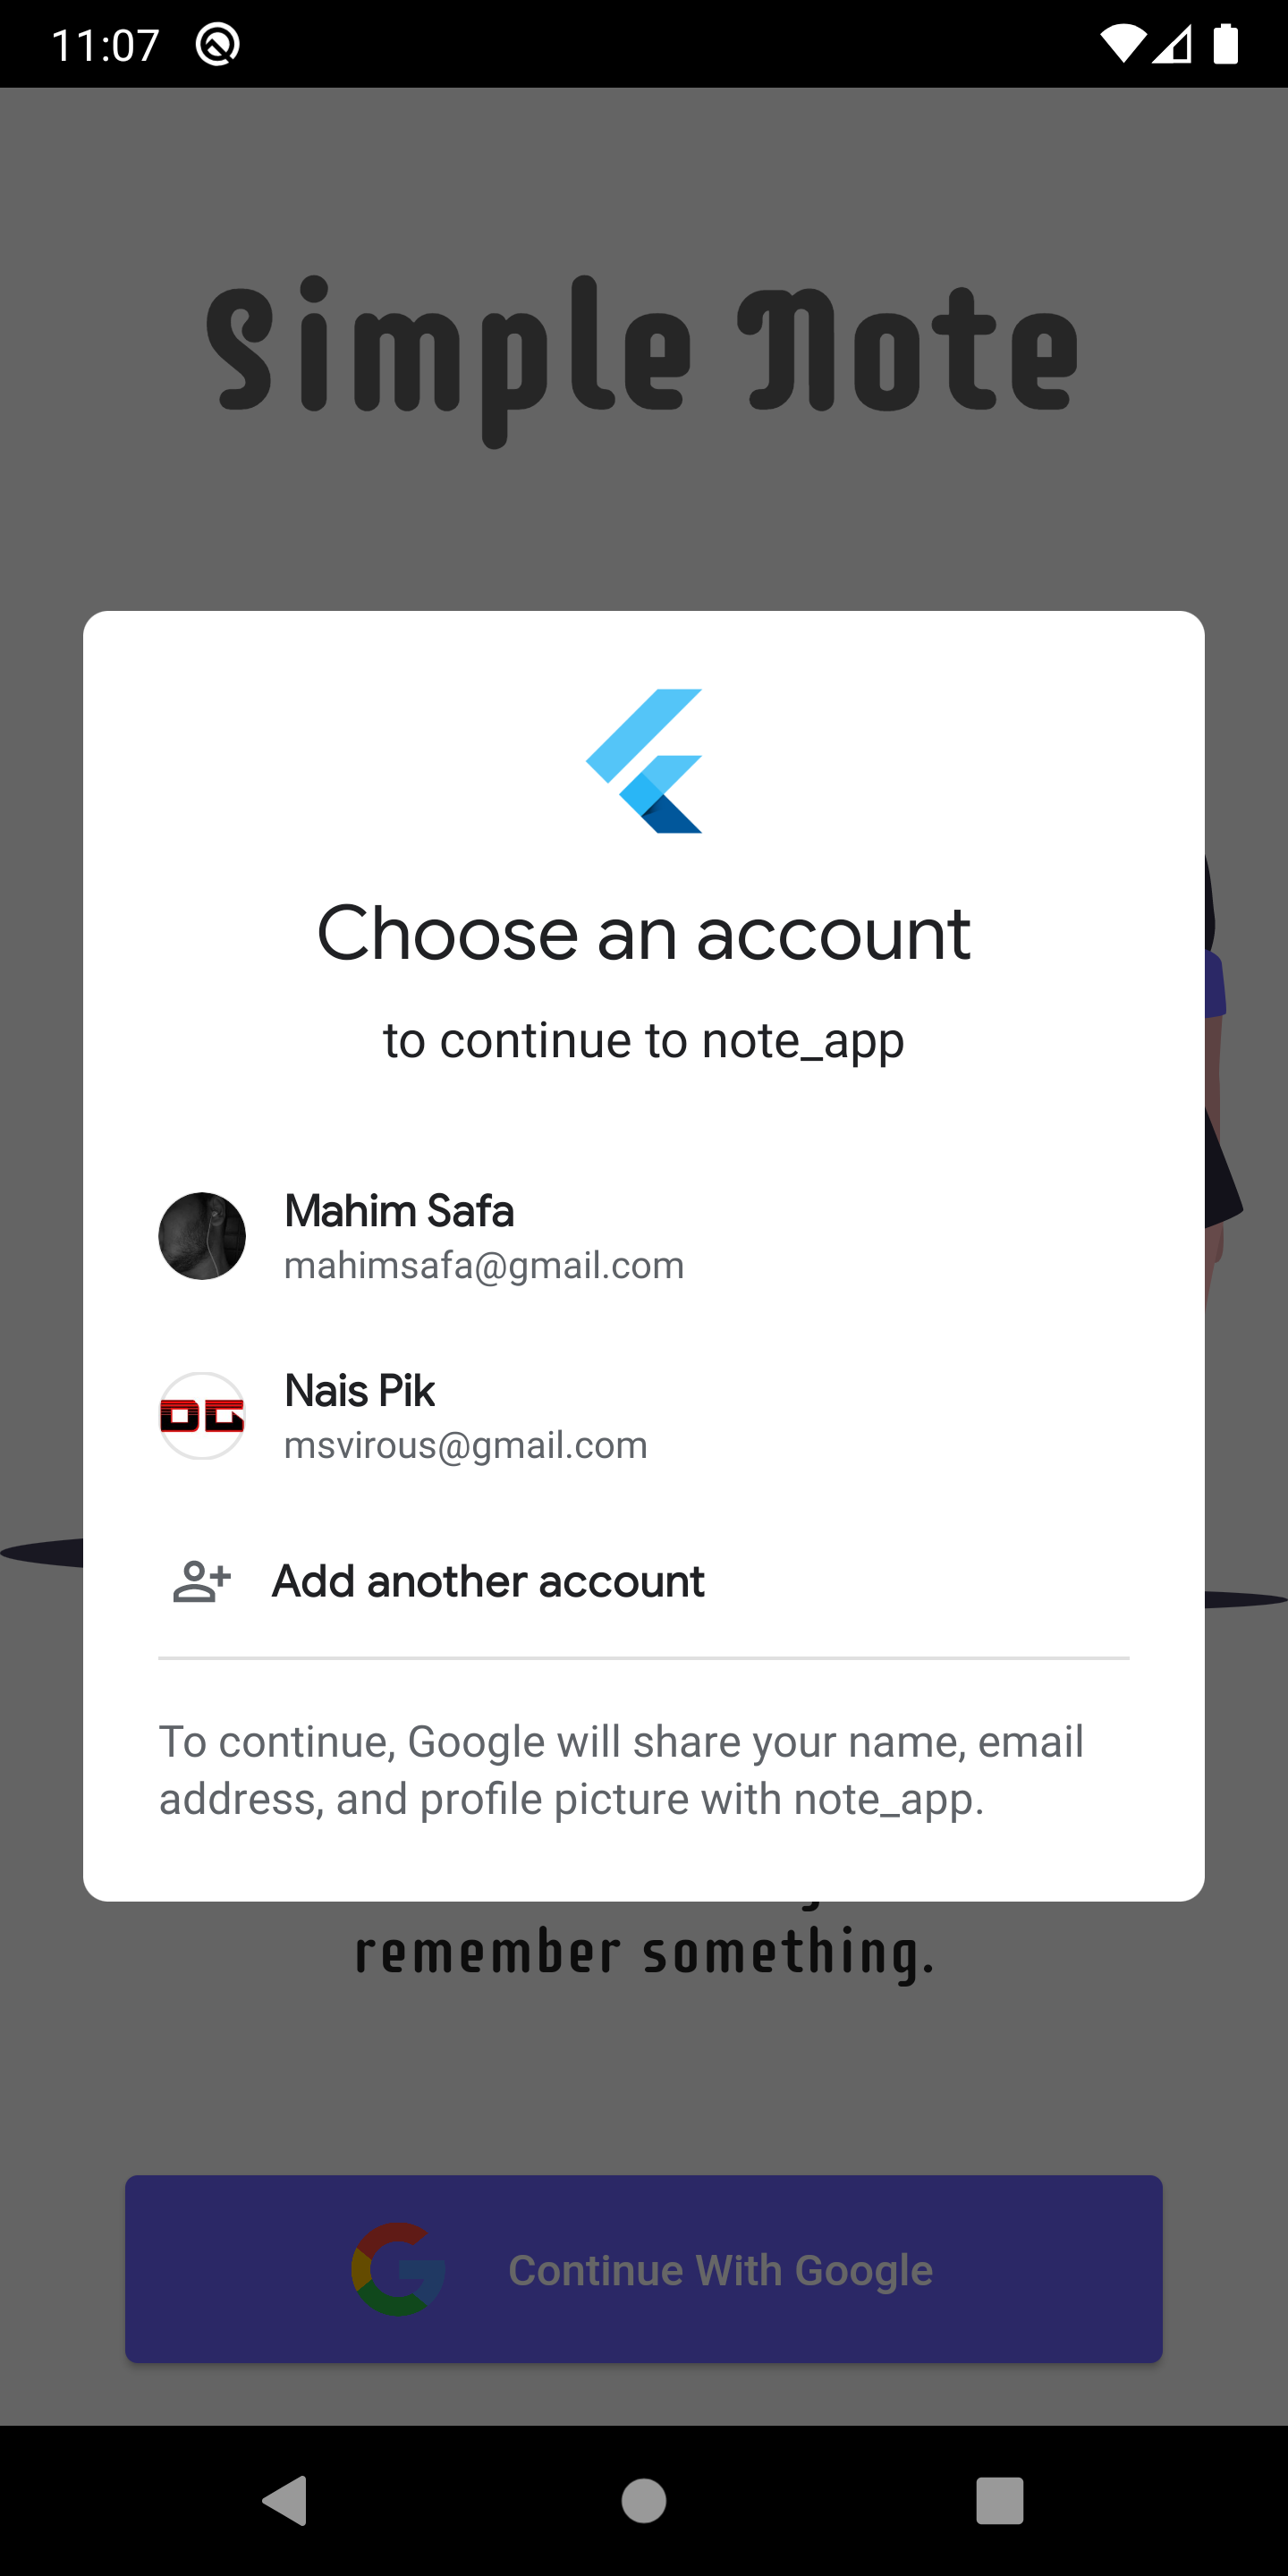 11:07
Simple Note
Choose an account
to continue to note_app
Mahim Safa
mahimsafa@gmail.com
OG
Nais Pik
msvirous@gmail.com
Add another account
To continue, Google will share your name, email
address, and profile picture with note_app.
remember something.
Continue With Google